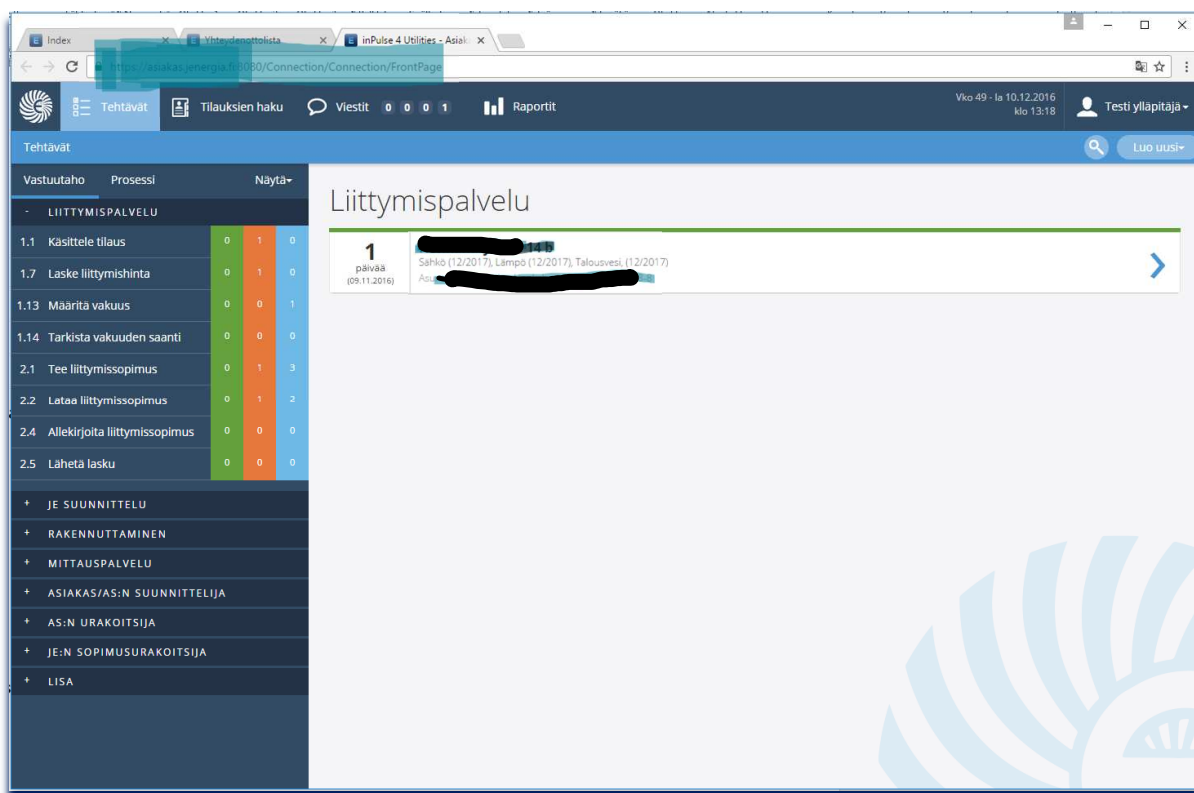 Index
Yhteydenottolista
inPulse 4 Utilities - Asiak
https://asiakas.jenergia.fi:8080/Connection/Connection/FrontPage
Tehtävät
Tilauksien haku
Viestit 0 0 0 1
Raportit
Vko 49 - la 10.12.2016
klo 13:18
Testi ylläpitäjä
Tehtävät
Luo uusi
Vastuutaho Prosessi Näytä
- LIITTYMISPALVELU
1.1 Käsittele tilaus 0 1 0
1.7 Laske liittymishinta 0 1 0
1.13 Määritä vakuus 0 0 1
1.14 Tarkista vakuuden saanti 0 0 0
2.1 Tee liittymissopimus 0 1 3
2.2 Lataa liittymissopimus 0 1 2
2.4 Allekirjoita liittymissopimus 0 0 0
2.5 Lähetä lasku 0 0 0
+ JE SUUNNITTELU
+ RAKENNUTTAMINEN
+ MITTAUSPALVELU
+ ASIAKAS/AS:N SUUNNITTELIJA
+ AS:N URAKOITSIJA
+ JE:N SOPIMUSURAKOITSIJA
+ LISA
Liittymispalvelu
1
päivää
(09.11.2016)
14 b
Sähkö (12/2017), Lämpö (12/2017), Talousvesi, (12/2017)